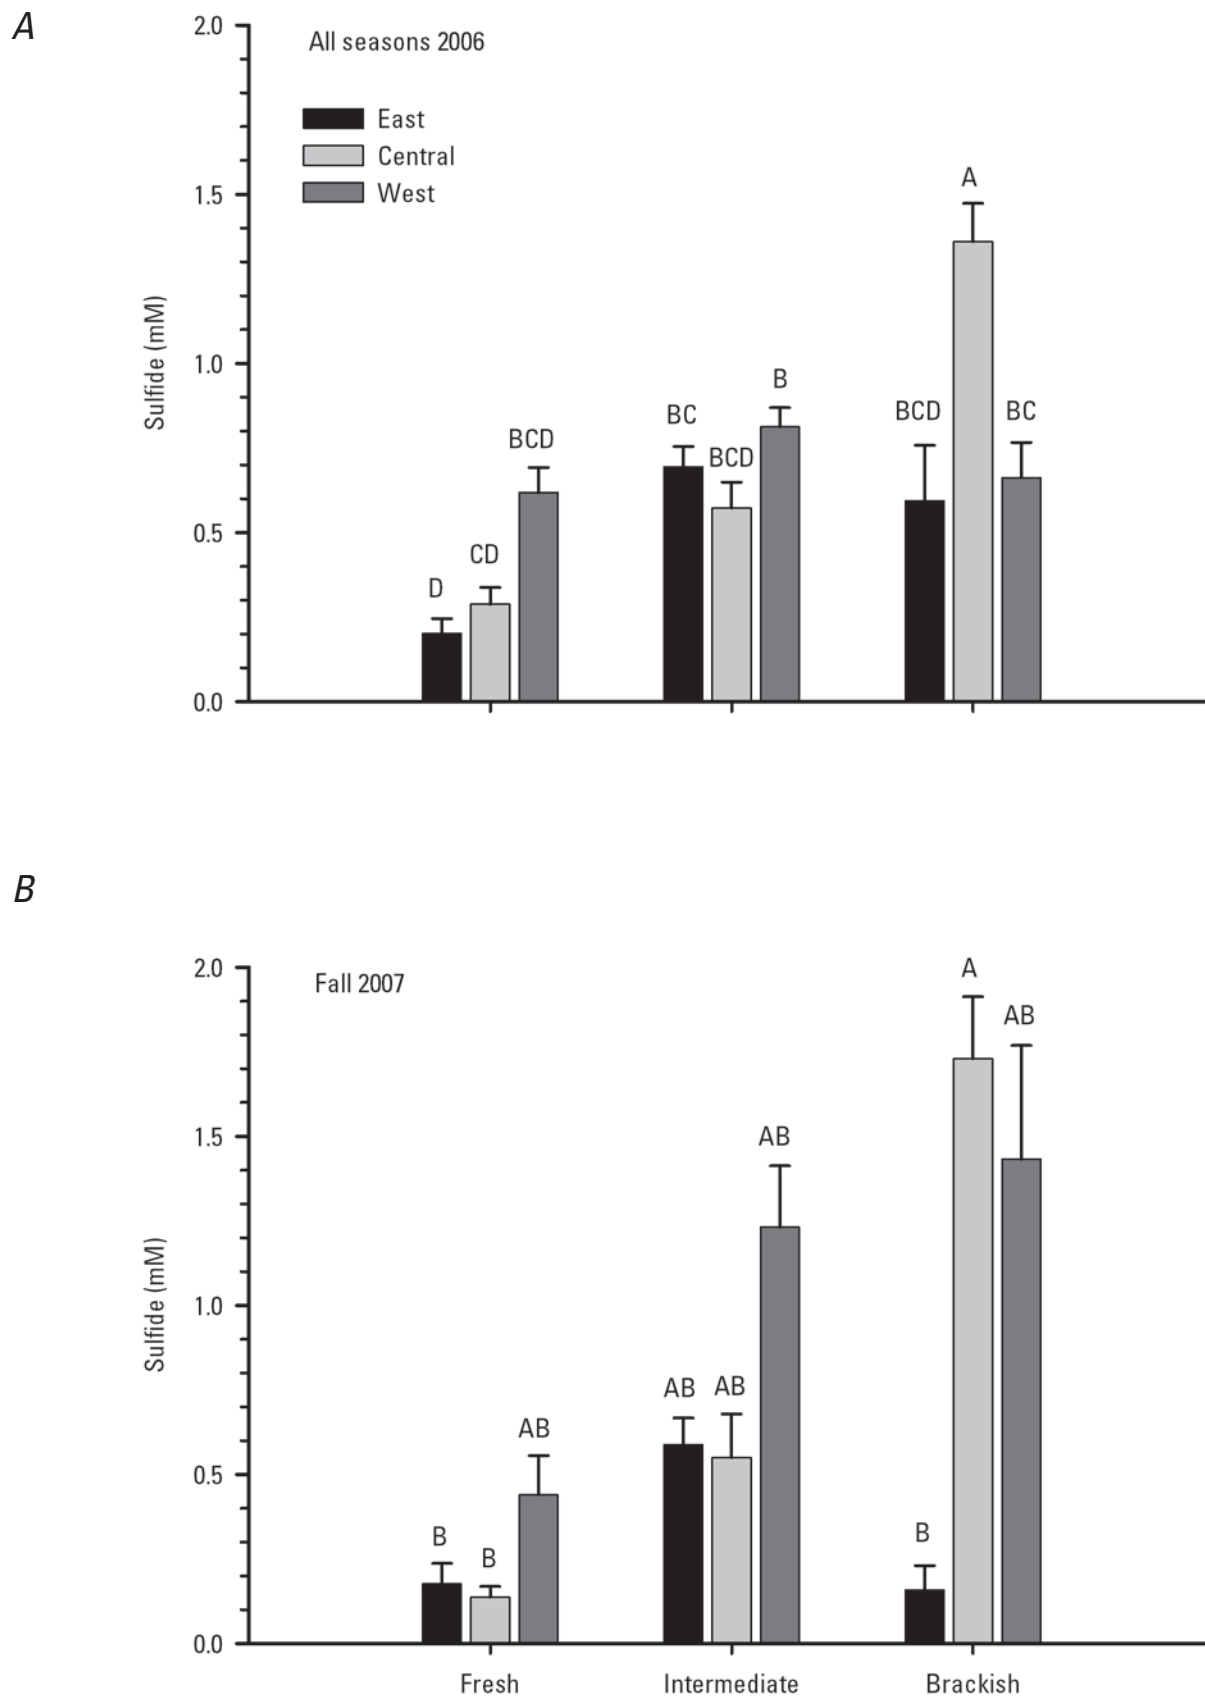 A
All seasons 2006
East
Central
West
Sulfide (mM)
2.0
1.5
1.0
0.5
0.0
D
CD
BCD
BC
BCD
B
BCD
A
BC
B
Fall 2007
Sulfide (mM)
2.0
1.5
1.0
0.5
0.0
B
B
AB
AB
AB
AB
B
A
AB
Fresh
Intermediate
Brackish